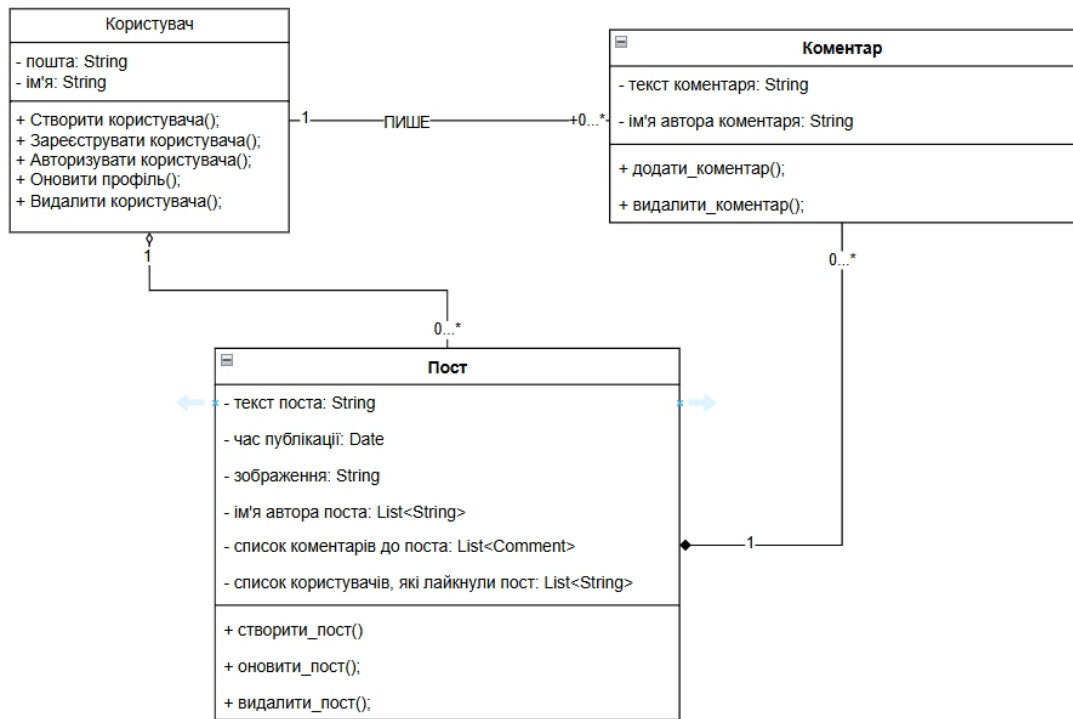 Користувач
- пошта: String
- ім'я: String
+ Створити користувача();
+ Зареєструвати користувача();
+ Авторизувати користувача();
+ Оновити профіль();
+ Видалити користувача();
1
ПИШЕ
+0...*
Коментар
- текст коментаря: String
- ім'я автора коментаря: String
+ додати_коментар();
+ видалити_коментар();
1
0...*
0...*
Пост
- текст поста: String
- час публікації: Date
- зображення: String
- ім'я автора поста: List<String>
- список коментарів до поста: List<Comment>
1
- список користувачів, які лайкнули пост: List<String>
+ створити_пост()
+ оновити_пост();
+ видалити_пост();